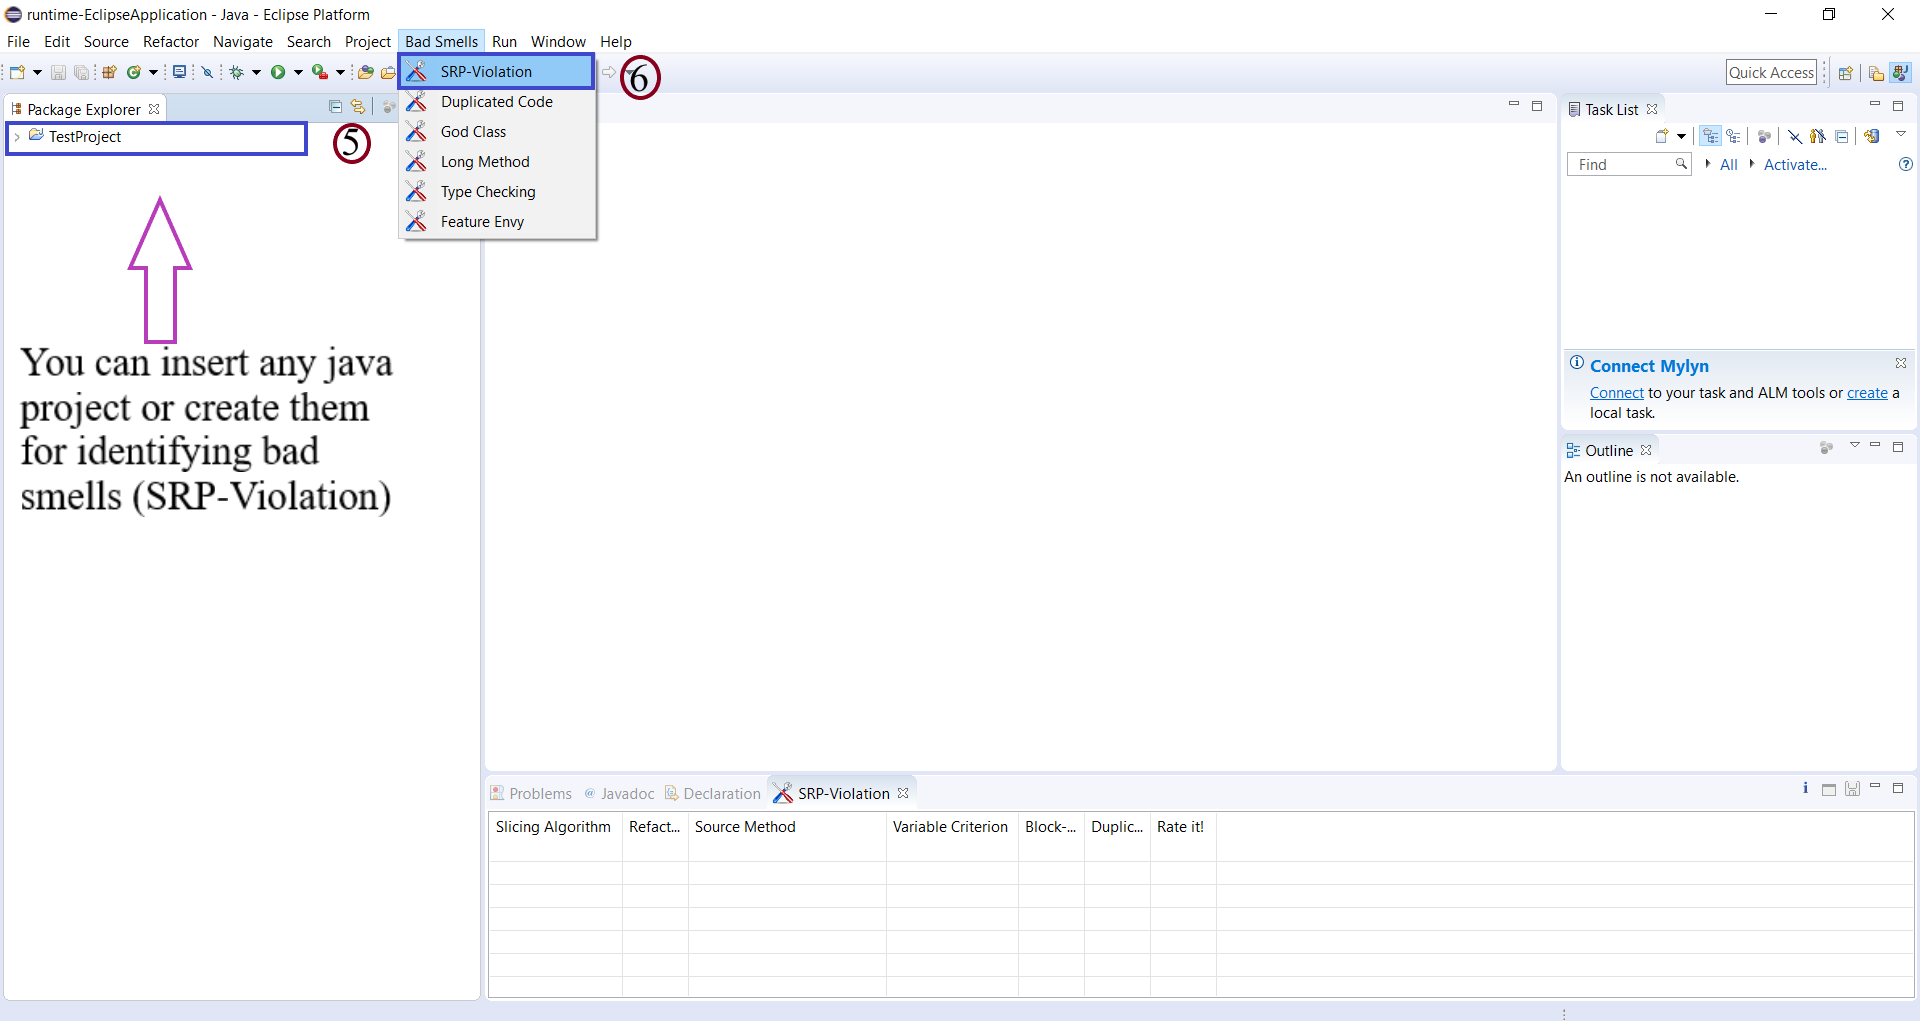 runtime-EclipseApplication - Java - Eclipse Platform
File Edit Source Refactor Navigate Search Project Bad Smells Run Window Help
SRP-Violation
Duplicated Code
God Class
Long Method
Type Checking
Feature Envy
6
Quick Access
Package Explorer
TestProject
5
You can insert any java
project or create them
for identifying bad
smells (SRP-Violation)
Task List
Find
All
Activate...
Connect Mylyn
Connect to your task and ALM tools or create a
local task.
Outline
An outline is not available.
Problems @ Javadoc Declaration SRP-Violation
Slicing Algorithm Refact... Source Method Variable Criterion Block-... Duplic... Rate it!